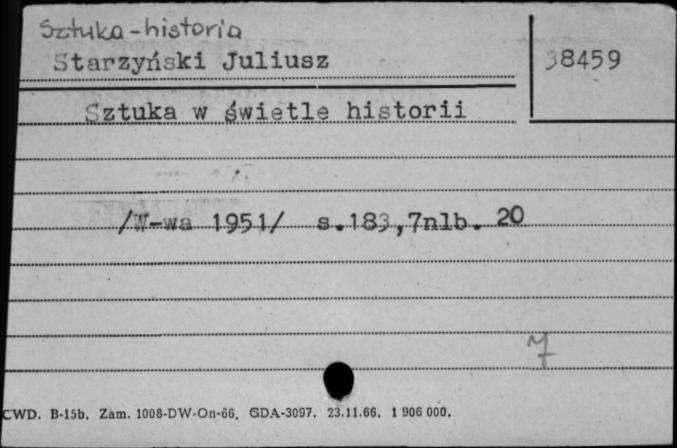 Sztuka-historia
Starzyński Juliusz
38459
Sztuka w świetle historii
/W-wa 1951/ s.183,7nlb. 20
7
CWD. B-15b. Zam. 1008-DW-On-66. GDA-3097. 23.11.66. 1 906 000.